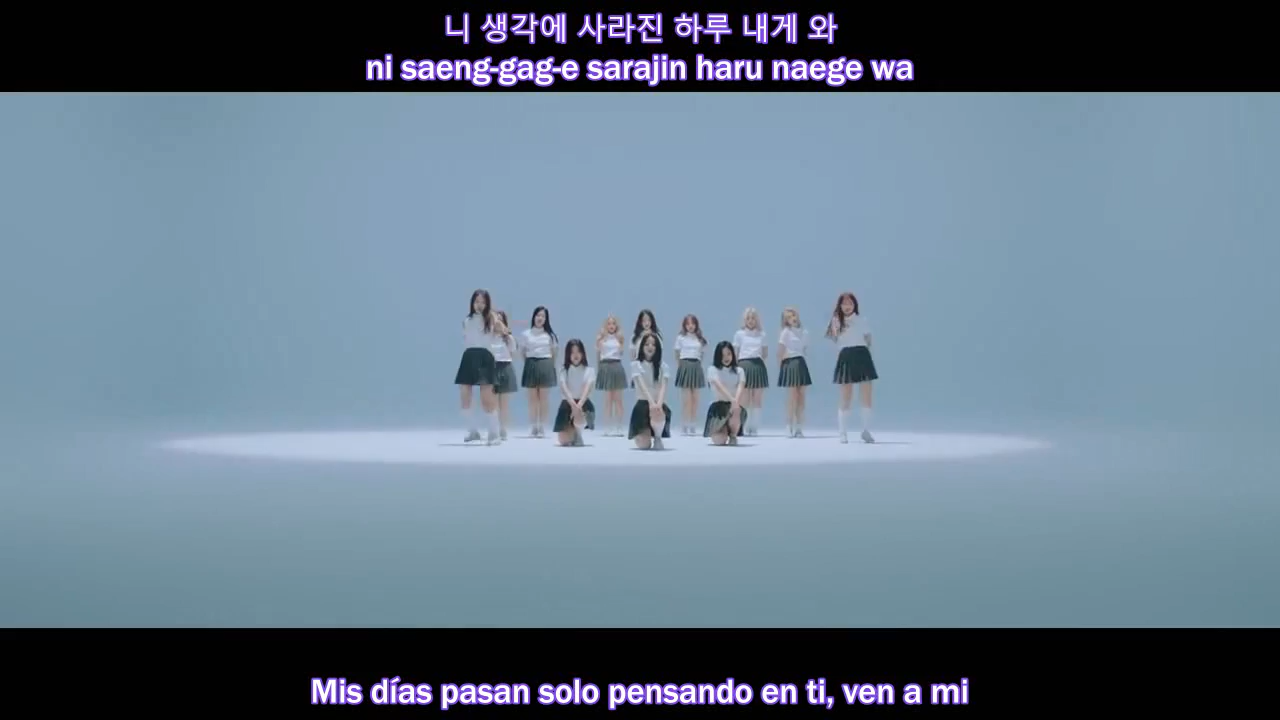 니 생각에 사라진 하루 내게 와
ni saeng-gag-e sarajin haru naege wa
Mis días pasan solo pensando en ti, ven a mi